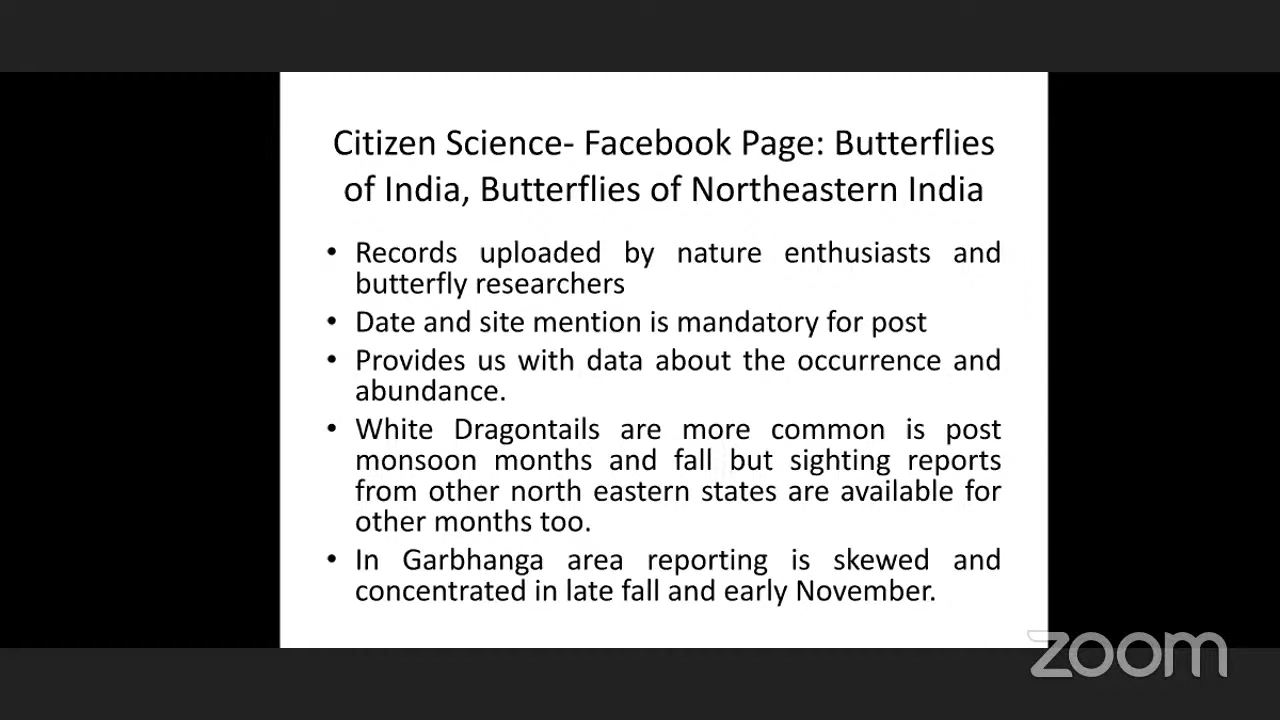 Citizen Science- Facebook Page: Butterflies
of India, Butterflies of Northeastern India
• Records uploaded by nature enthusiasts and
butterfly researchers
• Date and site mention is mandatory for post
• Provides us with data about the occurrence and
abundance.
• White Dragontails are more common is post
monsoon months and fall but sighting reports
from other north eastern states are available for
other months too.
• In Garbhanga area reporting is skewed and
concentrated in late fall and early November.
zoom